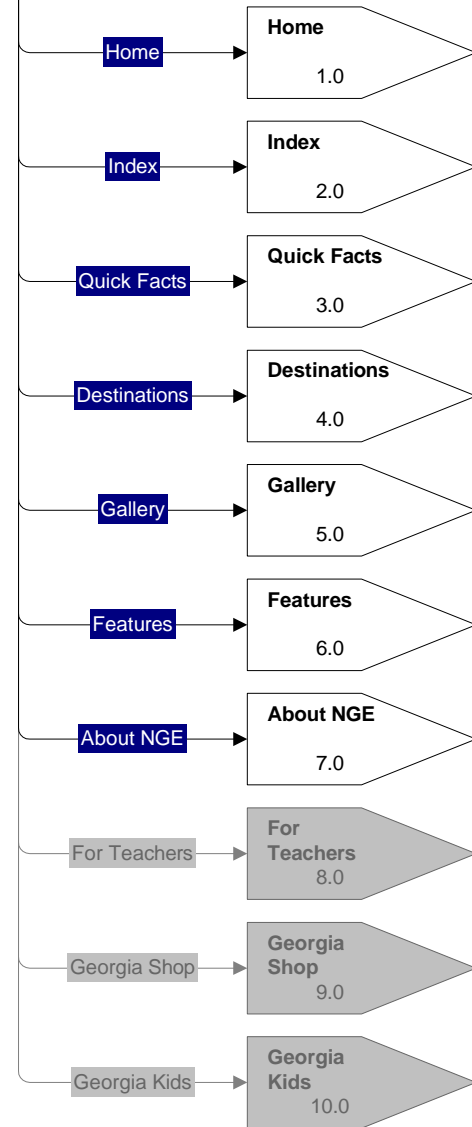 Home
Home
1.0
Index
Index
2.0
Quick Facts
Quick Facts
3.0
Destinations
Destinations
4.0
Gallery
Gallery
5.0
Features
Features
6.0
About NGE
About NGE
7.0
For Teachers
For
Teachers
8.0
Georgia Shop
Georgia
Shop
9.0
Georgia Kids
Georgia
Kids
10.0